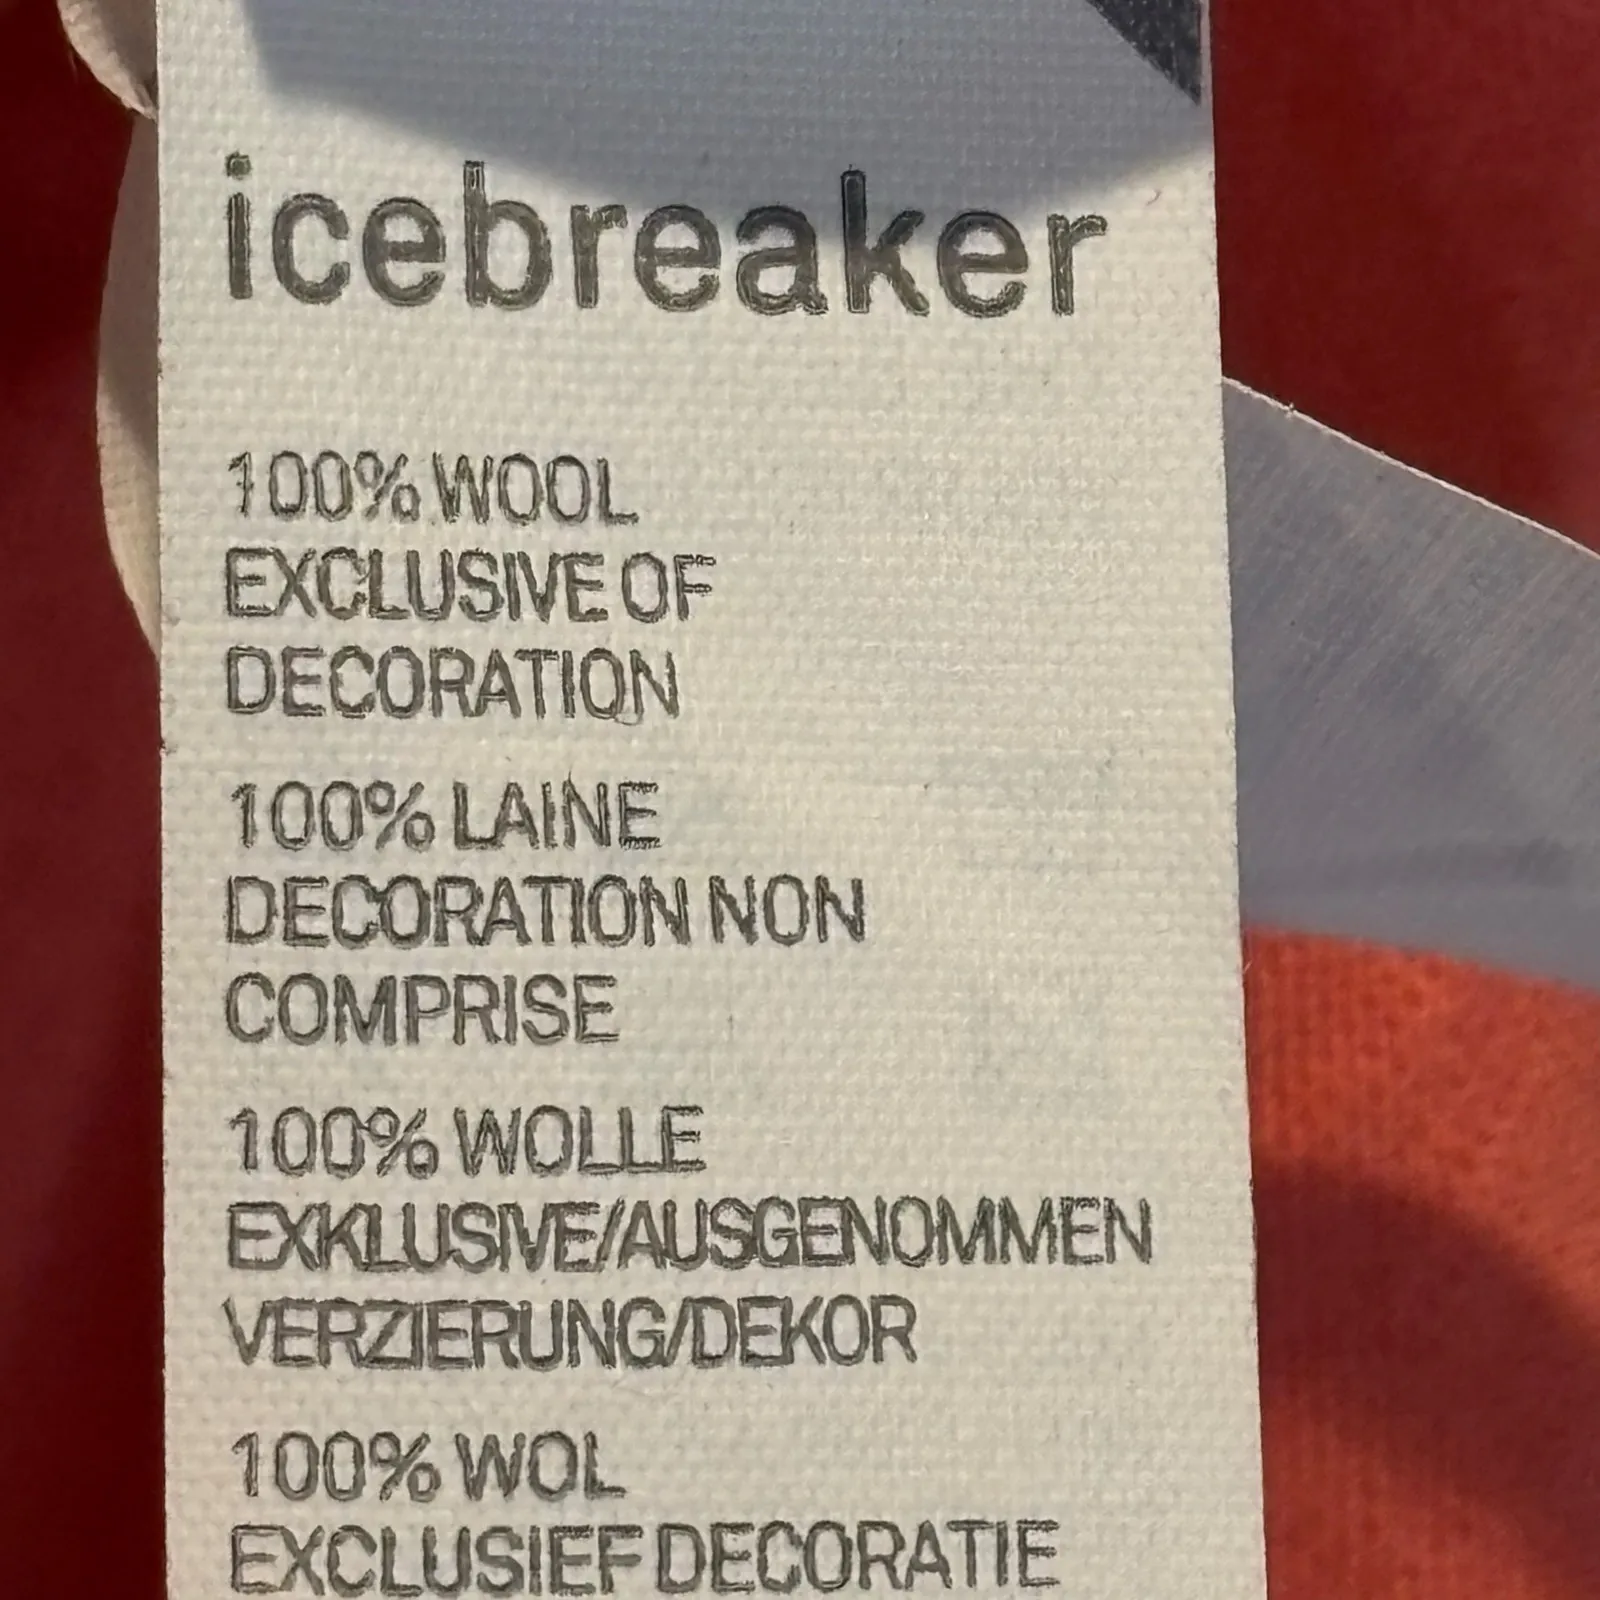 icebreaker
100% WOOL
EXCLUSIVE OF
DECORATION
100% LAINE
DECORATION NON
COMPRISE
100% WOLLE
EXKLUSIVE/AUSGENOMMEN
VERZIERUNG/DEKOR
100% WOL
EXCLUSIEF DECORATIE